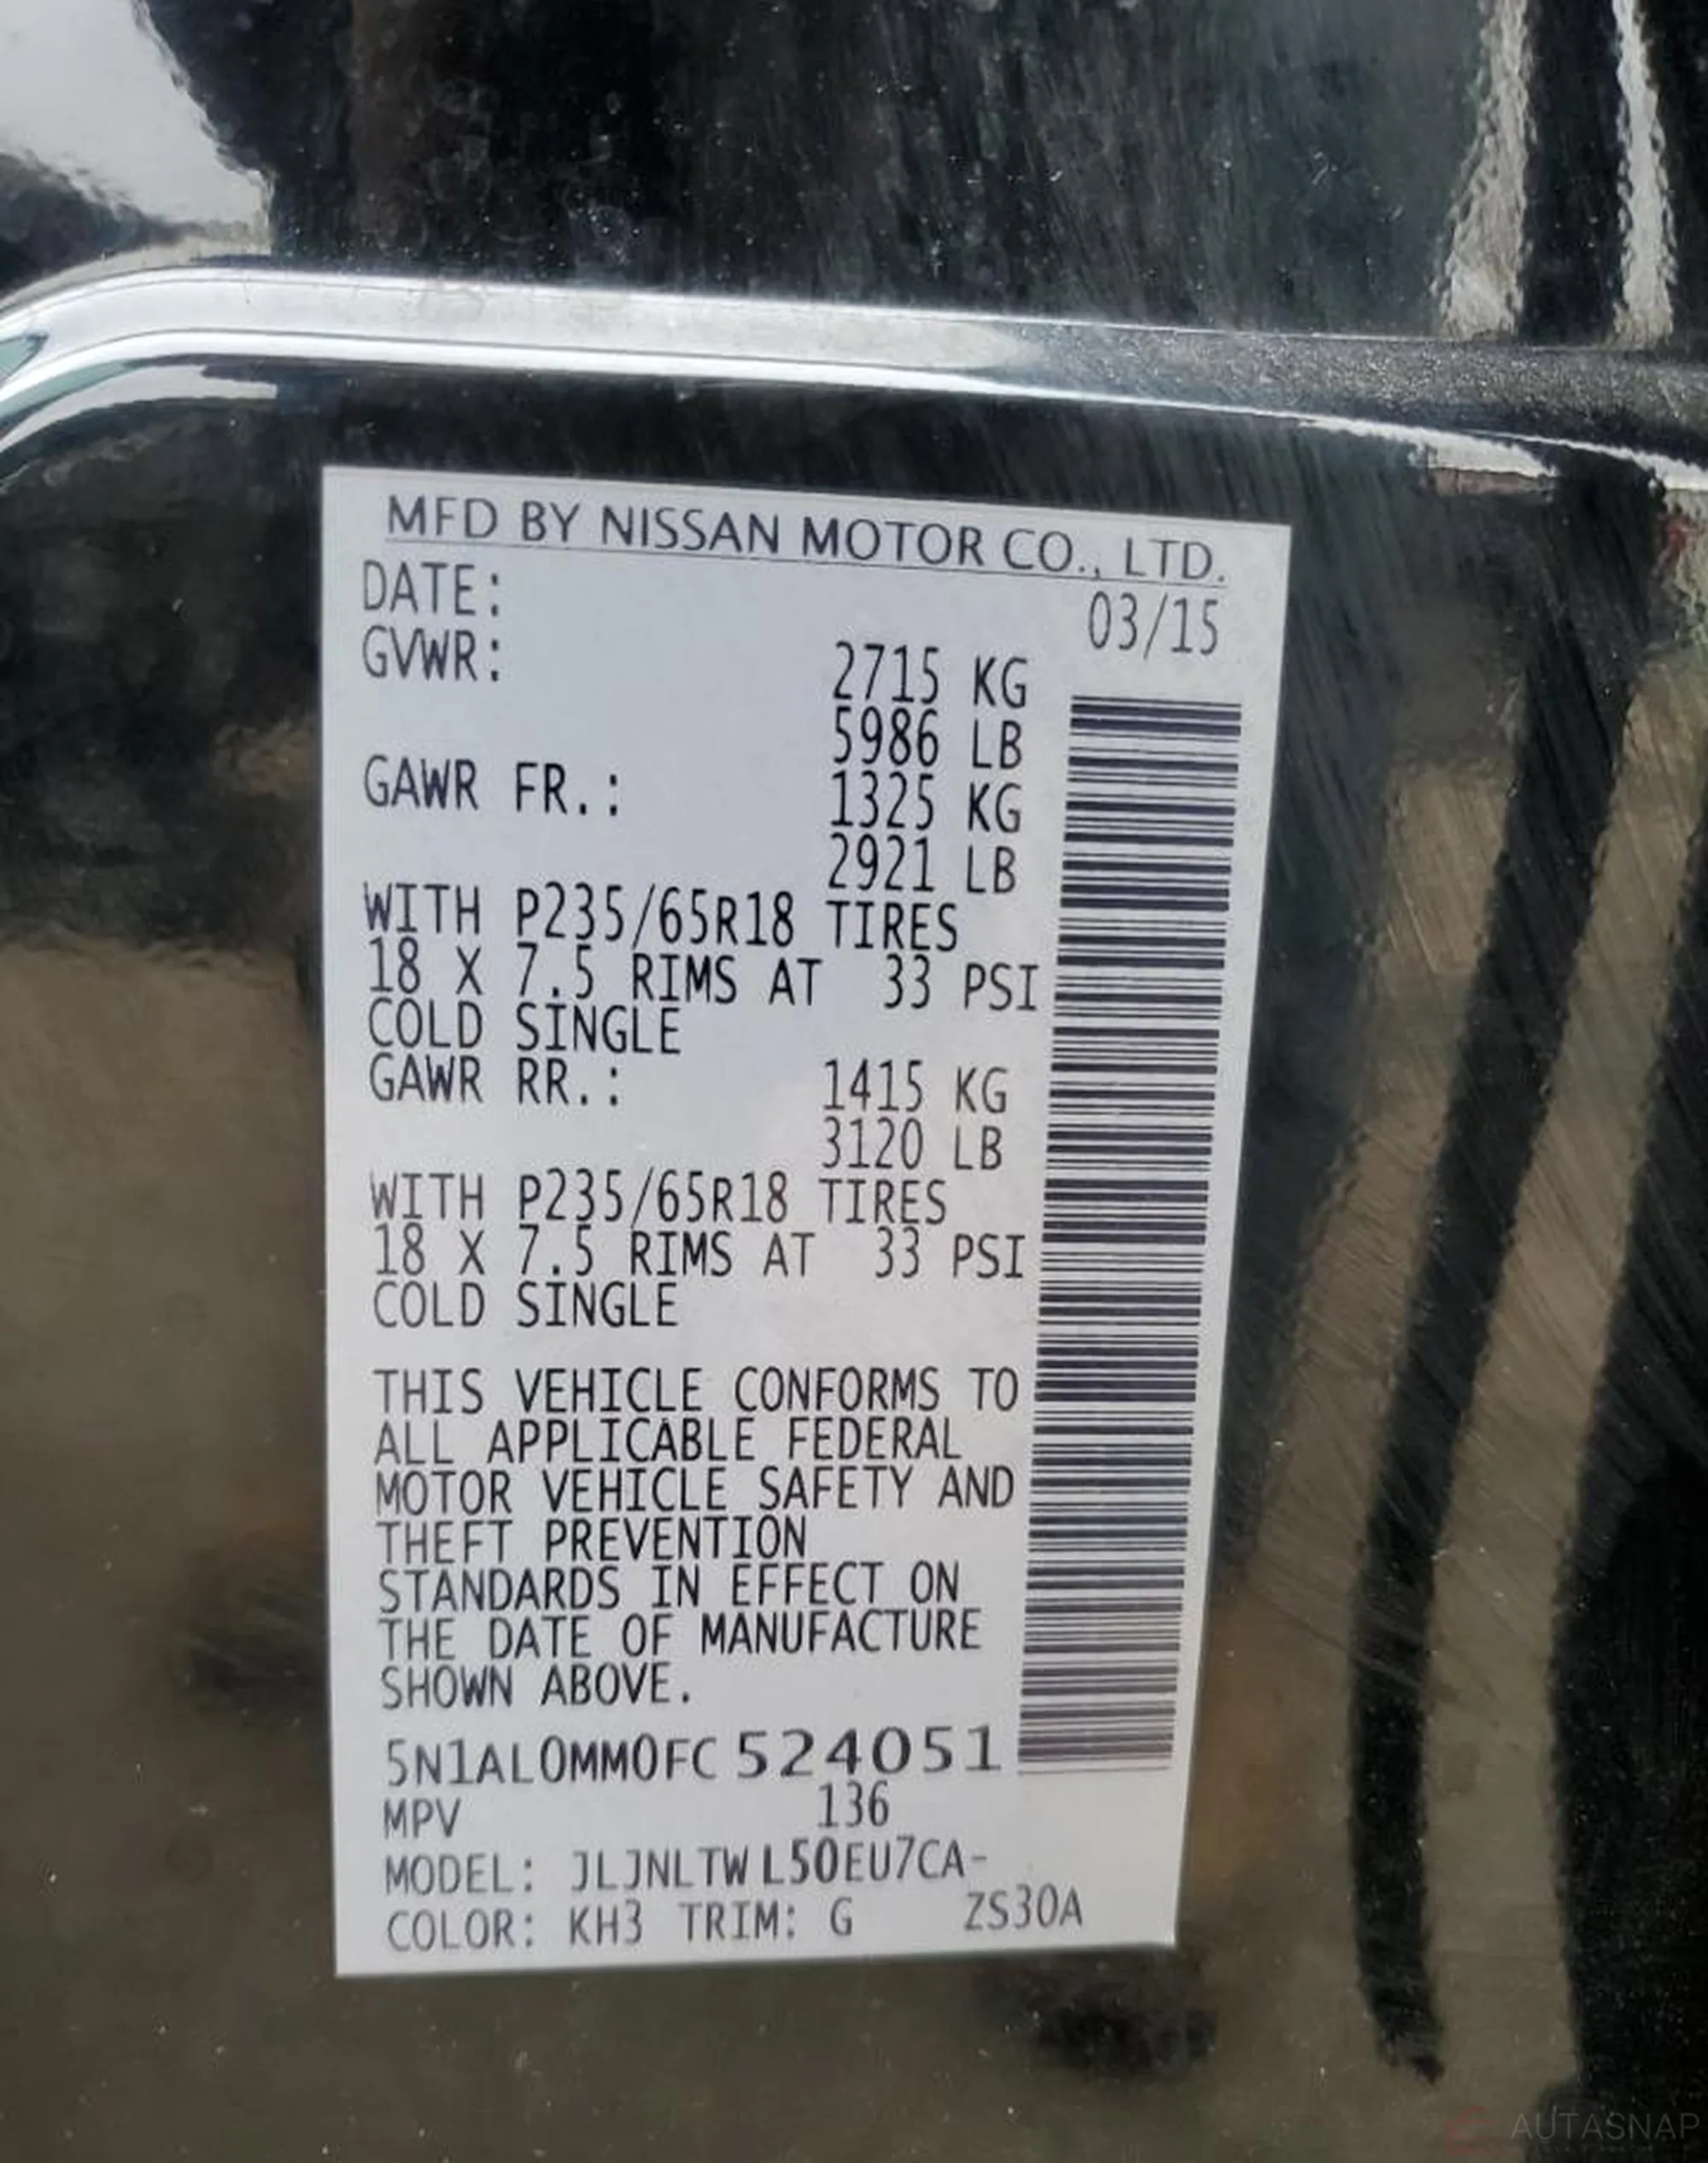 MFD BY NISSAN MOTOR CO., LTD.
DATE: 03/15
GVWR: 2715 KG
5986 LB
GAWR FR.: 1325 KG
2921 LB
WITH P235/65R18 TIRES
18 X 7.5 RIMS AT 33 PSI
COLD SINGLE
GAWR RR.: 1415 KG
3120 LB
WITH P235/65R18 TIRES
18 X 7.5 RIMS AT 33 PSI
COLD SINGLE
THIS VEHICLE CONFORMS TO
ALL APPLICABLE FEDERAL
MOTOR VEHICLE SAFETY AND
THEFT PREVENTION
STANDARDS IN EFFECT ON
THE DATE OF MANUFACTURE
SHOWN ABOVE.
5N1AL0MM0FC 524051
MPV 136
MODEL: JLJNLTW L50EU7CA-
COLOR: KH3 TRIM: G ZS30A
AUTASNAP